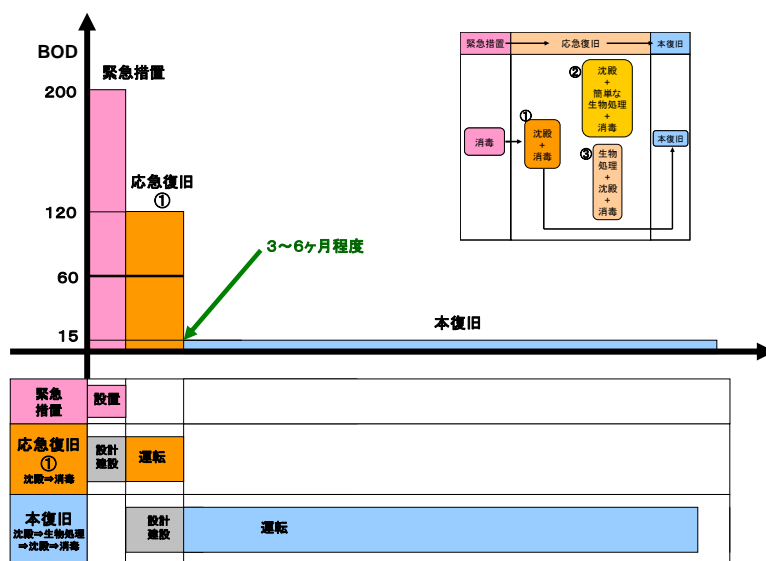 BOD
緊急措置
200
応急復旧
①
120
3～6ヶ月程度
60
15
本復旧
緊急措置
応急復旧
本復旧
消毒
①
沈殿
+
消毒
②
沈殿
+
簡単な
生物処理
+
消毒
③
生物
処理
+
沈殿
+
消毒
本復旧
緊急
措置
設置
応急復旧
①
沈殿⇒消毒
設計
建設
運転
本復旧
沈殿⇒生物処理
⇒沈殿⇒消毒
設計
建設
運転